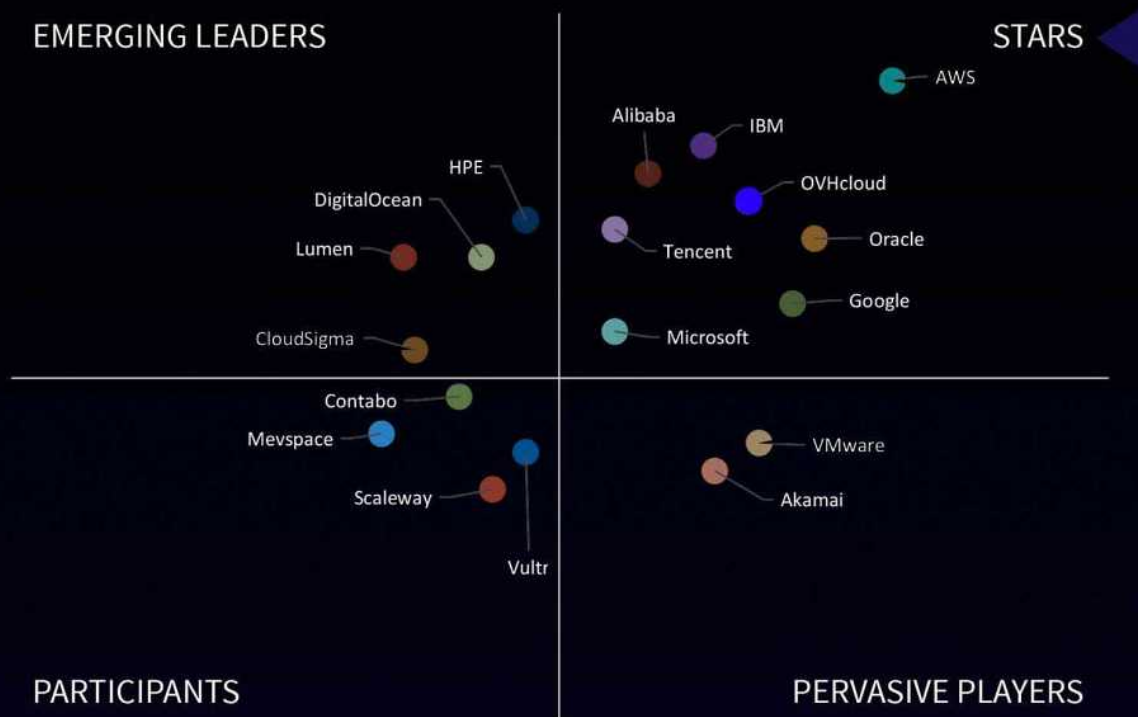 EMERGING LEADERS
STARS
AWS
Alibaba
IBM
HPE
OVHcloud
DigitalOcean
Lumen
Tencent
Oracle
Google
CloudSigma
Microsoft
Contabo
Mevspace
VMware
Scaleway
Akamai
Vultr
PARTICIPANTS
PERVASIVE PLAYERS